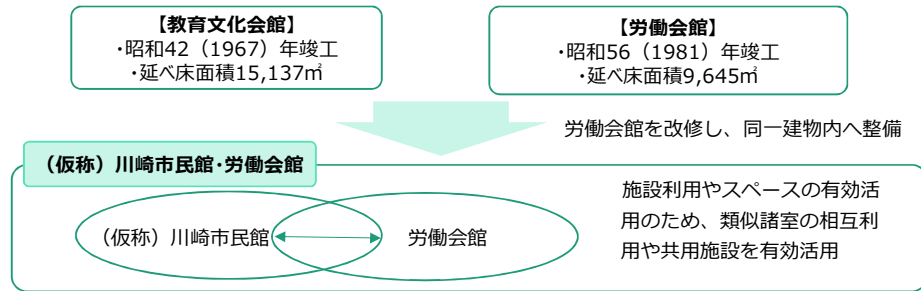 【教育文化会館】
・昭和42（1967）年竣工
・延べ床面積15,137㎡
【労働会館】
・昭和56（1981）年竣工
・延べ床面積9,645㎡
労働会館を改修し、同一建物内へ整備
（仮称）川崎市民館・労働会館
（仮称）川崎市民館
労働会館
施設利用やスペースの有効活
用のため、類似諸室の相互利
用や共用施設を有効活用